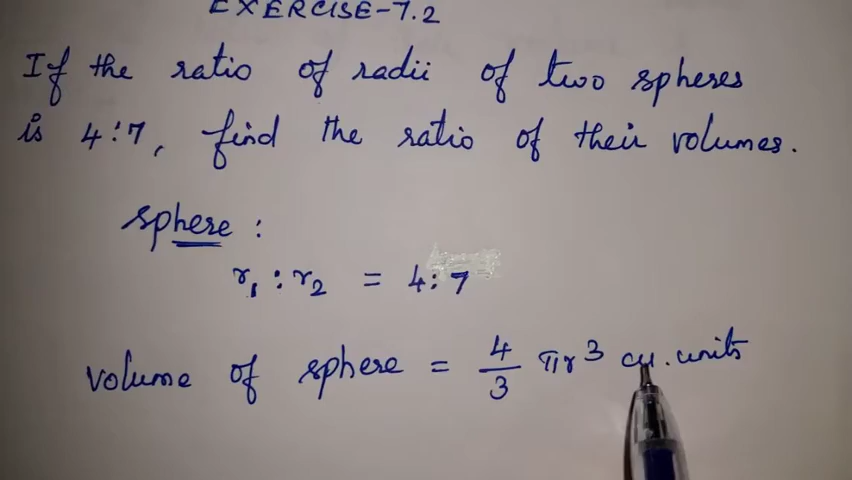 EXERCISE-7.2
If the ratio of radii of two spheres
is 4:7, find the ratio of their volumes.
sphere :
r₁ : r₂ = 4:7
volume of sphere = 4/3 πr³ cu. units